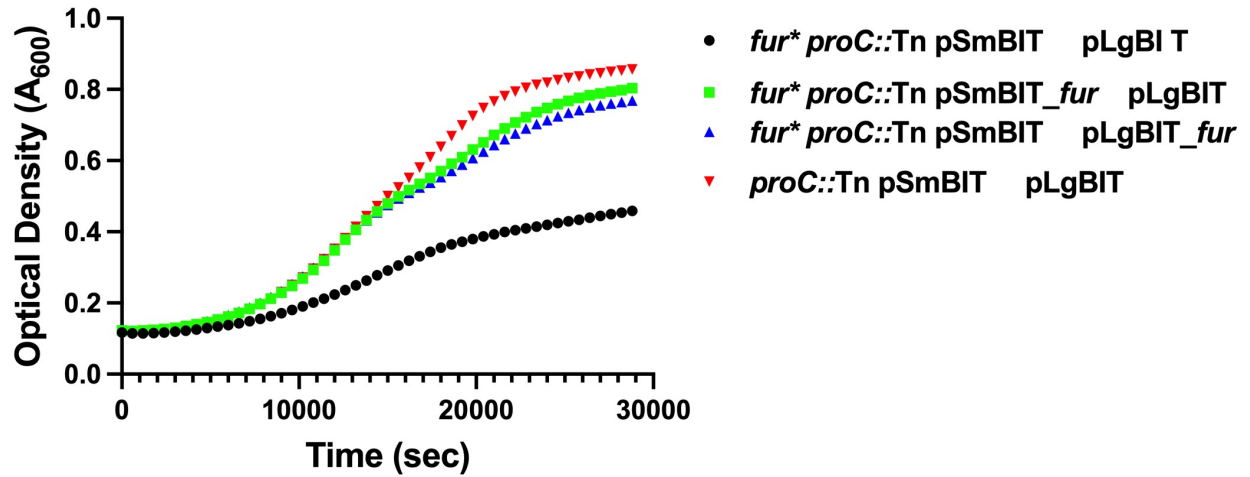 1.0
0.8
0.6
0.4
0.2
0.0
Optical Density (A600)
0 10000 20000 30000
Time (sec)
fur* proC::Tn pSmBIT pLgBI T
fur* proC::Tn pSmBIT_fur pLgBIT
fur* proC::Tn pSmBIT pLgBIT_fur
proC::Tn pSmBIT pLgBIT